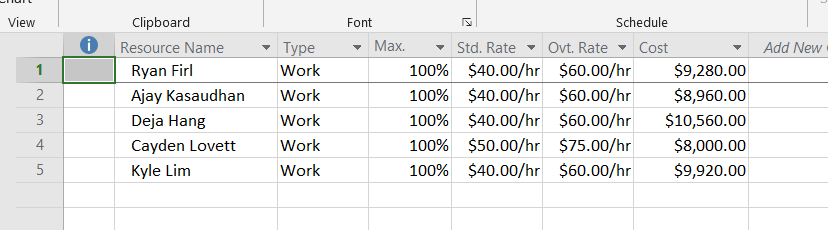 View Clipboard Font Schedule
Resource Name Type Max. Std. Rate Ovt. Rate Cost Add New
1 Ryan Firl Work 100% $40.00/hr $60.00/hr $9,280.00
2 Ajay Kasaudhan Work 100% $40.00/hr $60.00/hr $8,960.00
3 Deja Hang Work 100% $40.00/hr $60.00/hr $10,560.00
4 Cayden Lovett Work 100% $50.00/hr $75.00/hr $8,000.00
5 Kyle Lim Work 100% $40.00/hr $60.00/hr $9,920.00